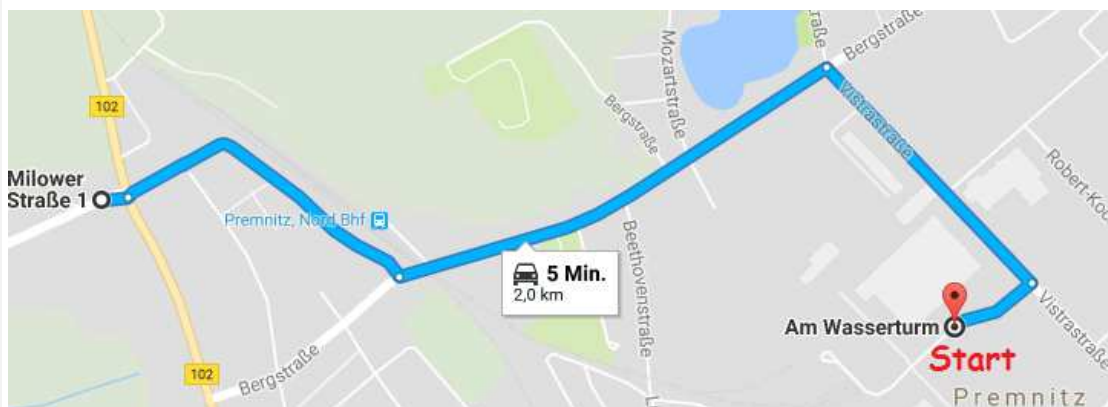 102
Milower
Straße 1
Premnitz, Nord Bhf
Bergstraße
Mozartstraße
raße
Bergstraße
Vistrastraße
Robert-Koc
5 Min.
2,0 km
Beethovenstraße
Am Wasserturm
Start
Vistrastraße
Premnitz
102
Bergstraße
L